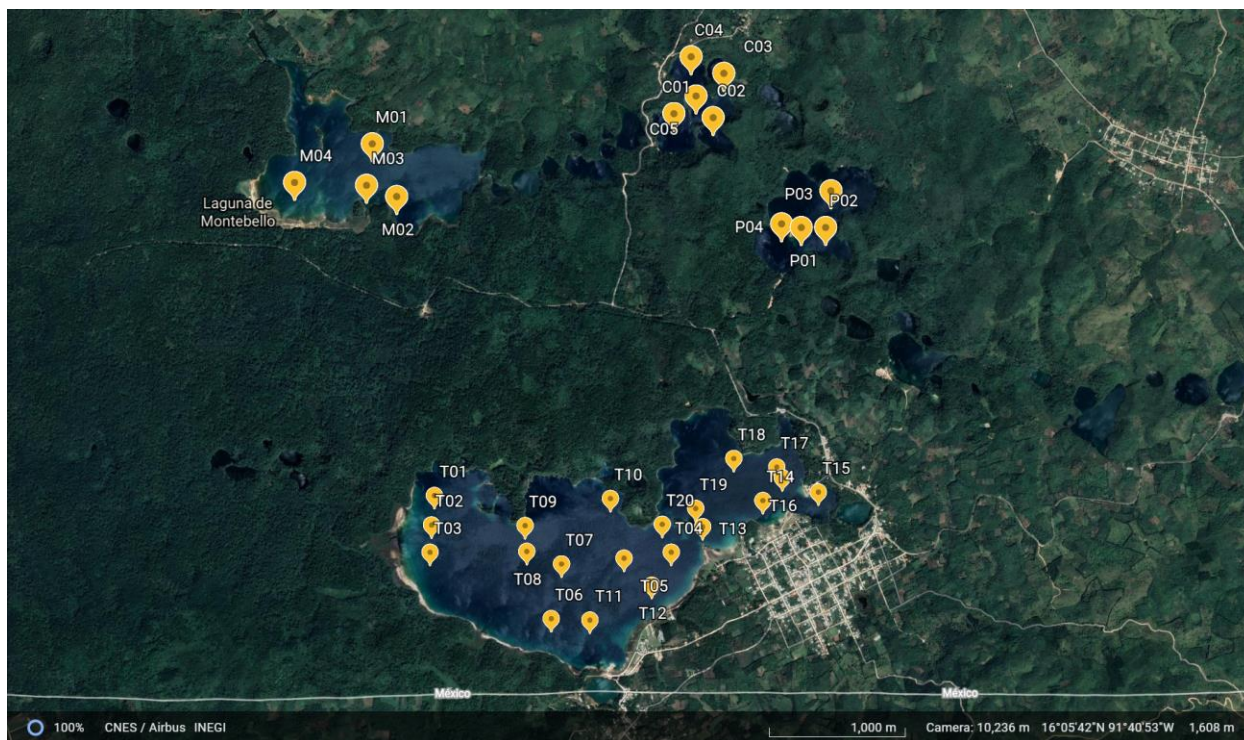 C04
C03
C01
C02
C05
M01
M03
M04
Laguna de
Montebello
M02
P03
P02
P04
P01
T18
T17
T01
T10
T14
T15
T02
T09
T19
T16
T03
T20
T04
T13
T07
T08
T05
T06
T11
T12
México
México
100%
CNES / Airbus INEGI
1,000 m
Camera: 10,236 m 16°05'42"N 91°40'53"W 1,608 m